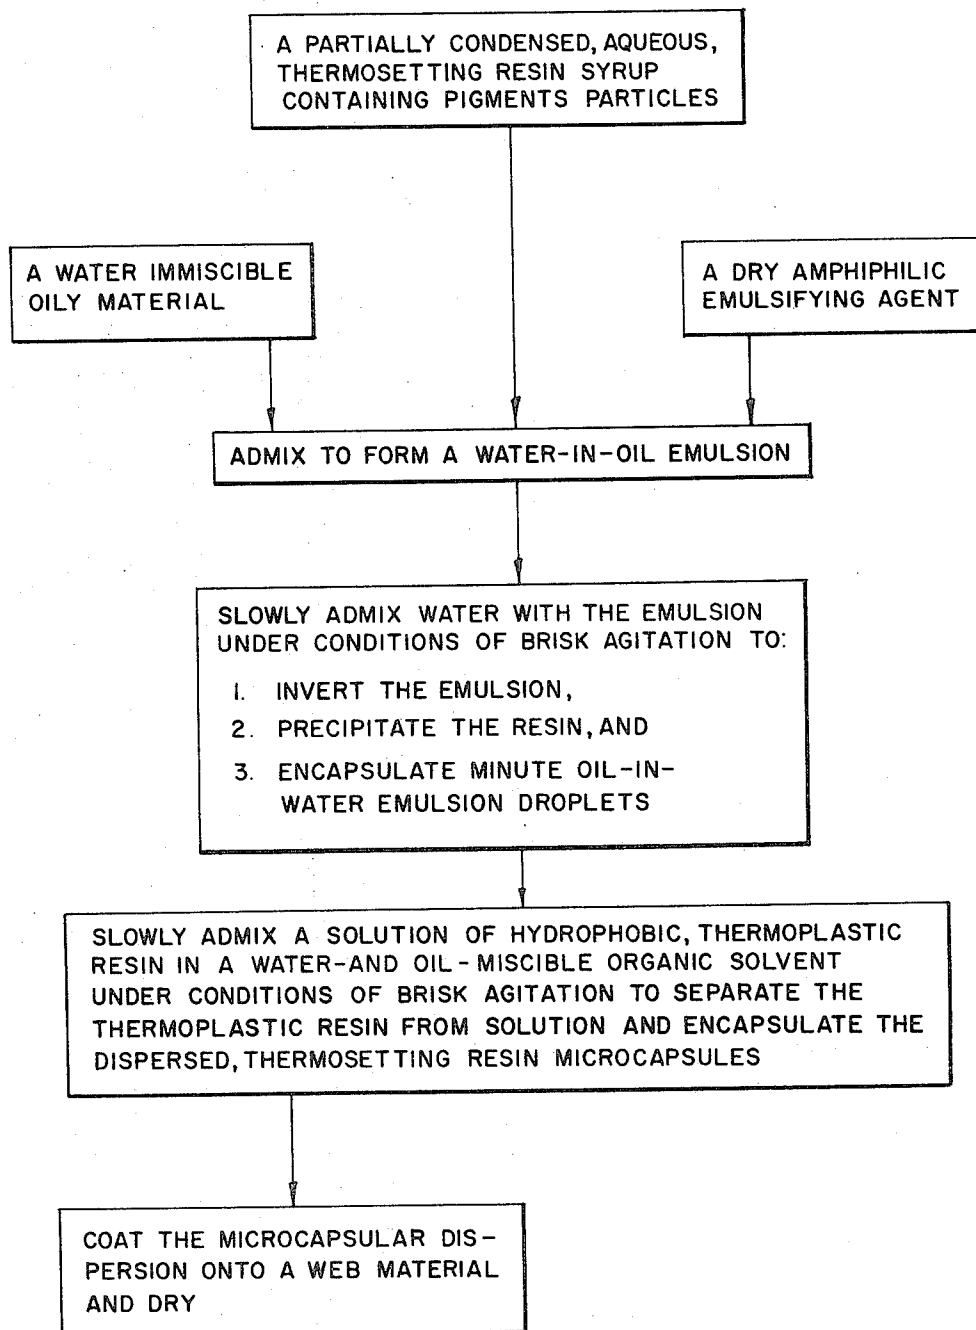 A PARTIALLY CONDENSED, AQUEOUS,
THERMOSETTING RESIN SYRUP
CONTAINING PIGMENTS PARTICLES
A WATER IMMISCIBLE
OILY MATERIAL
A DRY AMPHIPHILIC
EMULSIFYING AGENT
ADMIX TO FORM A WATER-IN-OIL EMULSION
SLOWLY ADMIX WATER WITH THE EMULSION
UNDER CONDITIONS OF BRISK AGITATION TO:
1. INVERT THE EMULSION,
2. PRECIPITATE THE RESIN, AND
3. ENCAPSULATE MINUTE OIL-IN-
WATER EMULSION DROPLETS
SLOWLY ADMIX A SOLUTION OF HYDROPHOBIC, THERMOPLASTIC
RESIN IN A WATER-AND OIL-MISCIBLE ORGANIC SOLVENT
UNDER CONDITIONS OF BRISK AGITATION TO SEPARATE THE
THERMOPLASTIC RESIN FROM SOLUTION AND ENCAPSULATE THE
DISPERSED, THERMOSETTING RESIN MICROCAPSULES
COAT THE MICROCAPSULAR DIS-
PERSION ONTO A WEB MATERIAL
AND DRY